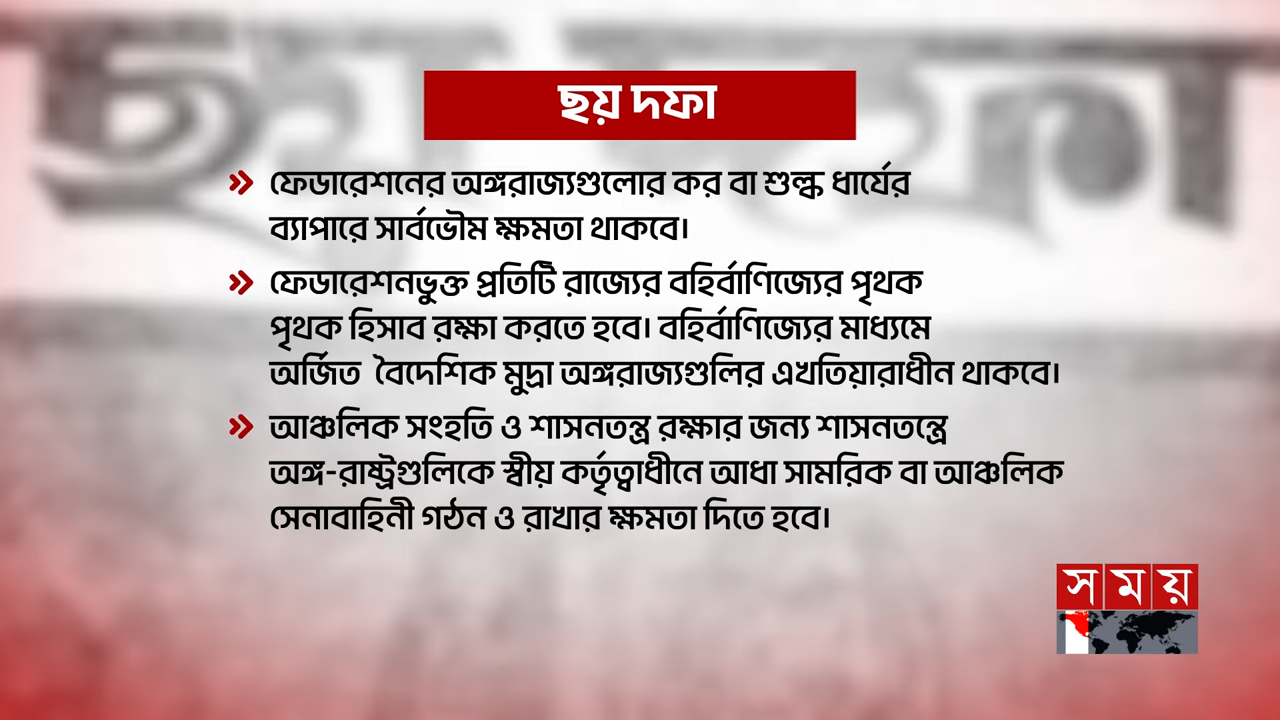 ছয় দফা
» ফেডারেশনের অঙ্গরাজ্যগুলোর কর বা শুল্ক ধার্যের
ব্যাপারে সার্বভৌম ক্ষমতা থাকবে।
» ফেডারেশনভুক্ত প্রতিটি রাজ্যের বহির্বাণিজ্যের পৃথক
পৃথক হিসাব রক্ষা করতে হবে। বহির্বাণিজ্যের মাধ্যমে
অর্জিত বৈদেশিক মুদ্রা অঙ্গরাজ্যগুলির এখতিয়ারাধীন থাকবে।
» আঞ্চলিক সংহতি ও শাসনতন্ত্র রক্ষার জন্য শাসনতন্ত্রে
অঙ্গ-রাষ্ট্রগুলিকে স্বীয় কর্তৃত্বাধীনে আধা সামরিক বা আঞ্চলিক
সেনাবাহিনী গঠন ও রাখার ক্ষমতা দিতে হবে।
সময়